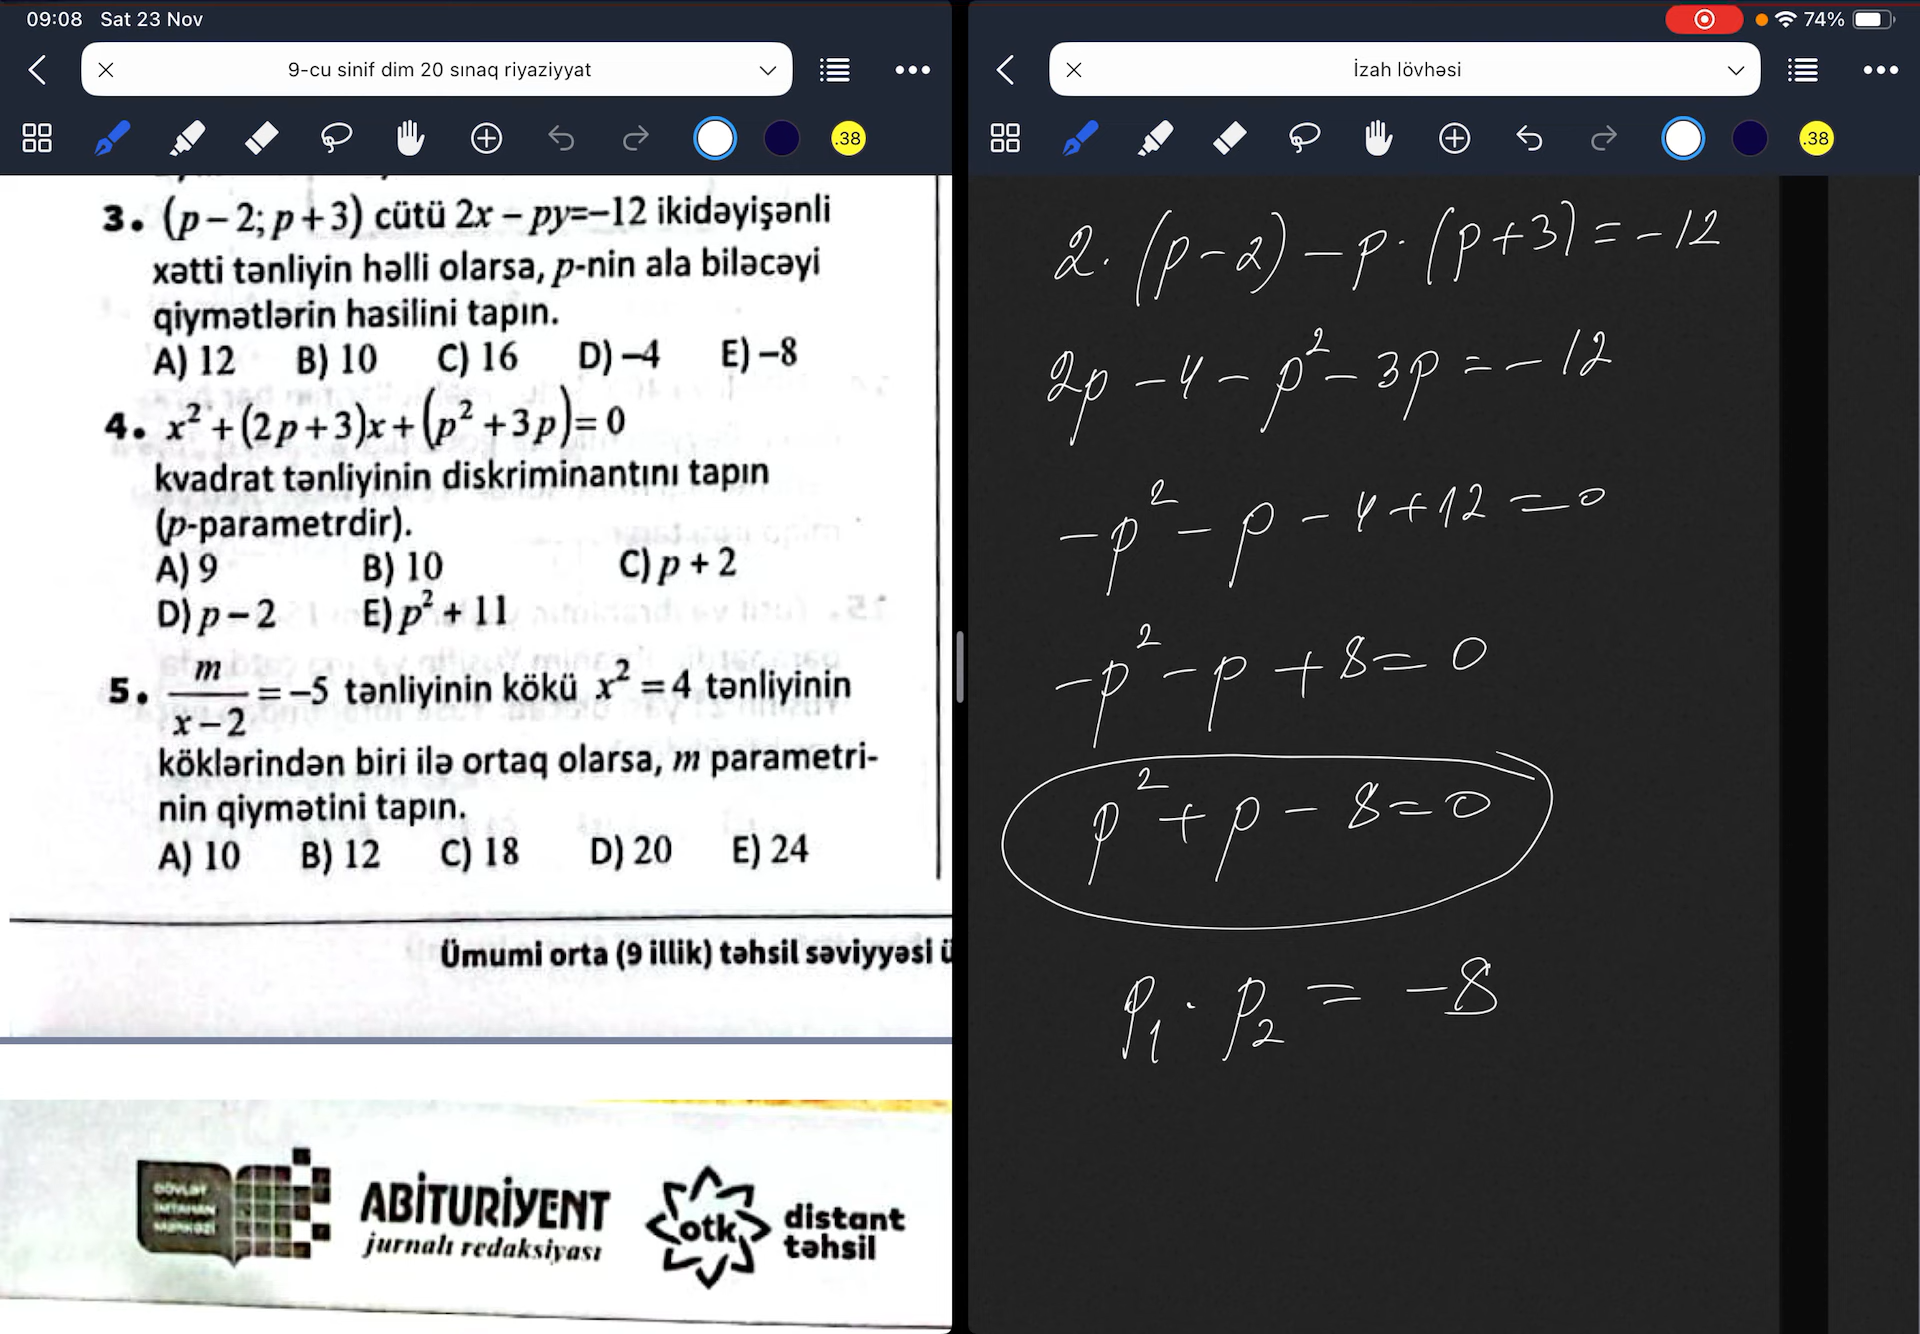 09:08 Sat 23 Nov
74%
9-cu sinif dim 20 sınaq riyaziyyat
İzah lövhəsi
.38
.38
3. (p–2; p+3) cütü 2x – py=–12 ikidəyişənli
xətti tənliyin həlli olarsa, p-nin ala biləcəyi
qiymətlərin hasilini tapın.
A) 12 B) 10 C) 16 D) –4 E) –8
4. x² + (2p+3)x + (p² +3p) = 0
kvadrat tənliyinin diskriminantını tapın
(p-parametrdir).
A) 9 B) 10 C) p + 2
D) p – 2 E) p² + 11
5. m/(x–2) = –5 tənliyinin kökü x² = 4 tənliyinin
köklərindən biri ilə ortaq olarsa, m parametri-
nin qiymətini tapın.
A) 10 B) 12 C) 18 D) 20 E) 24
Ümumi orta (9 illik) təhsil səviyyəsi
DÖVLƏT
İMTAHAN
MƏRKƏZİ
ABİTURİYENT
jurnalı redaksiyası
otk
distant
təhsil
2·(p-2) – p·(p+3) = -12
2p – 4 – p² – 3p = – 12
–p² – p – 4 + 12 = 0
–p² – p + 8 = 0
p² + p – 8 = 0
p₁ · p₂ = –8